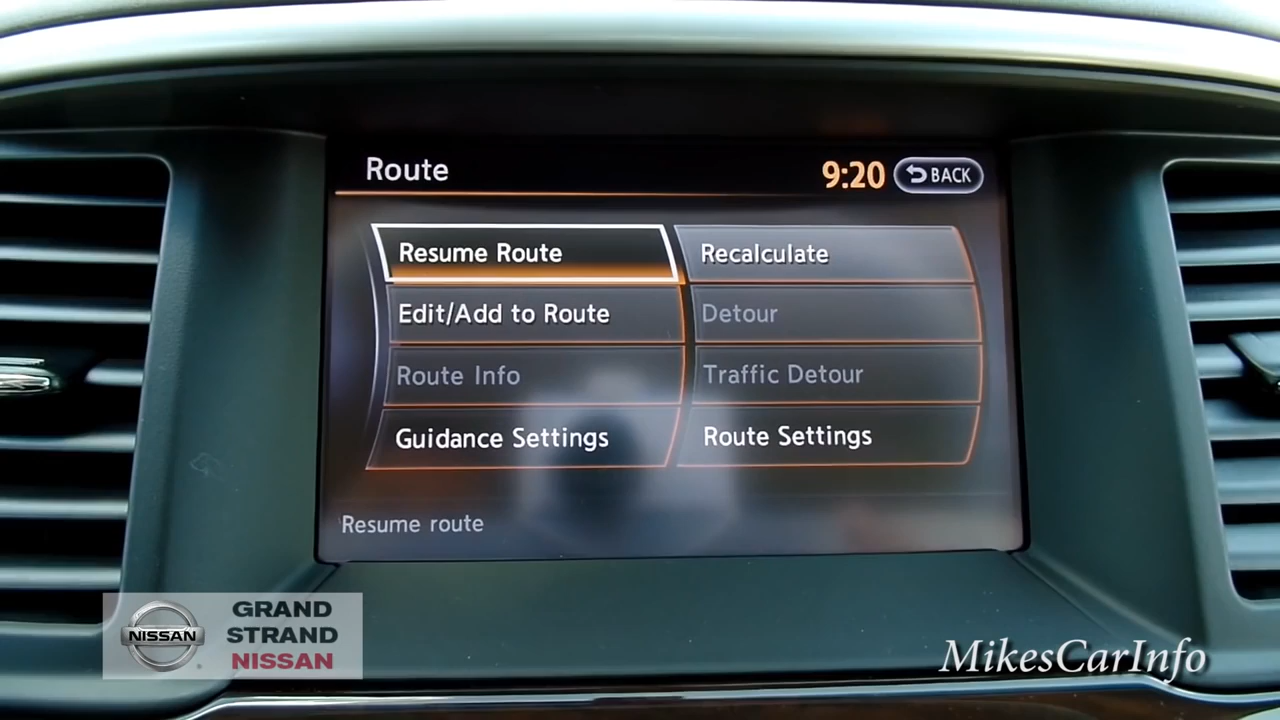 Route
9:20
BACK
Resume Route
Recalculate
Edit/Add to Route
Detour
Route Info
Traffic Detour
Guidance Settings
Route Settings
Resume route
NISSAN
GRAND
STRAND
NISSAN
MikesCarInfo